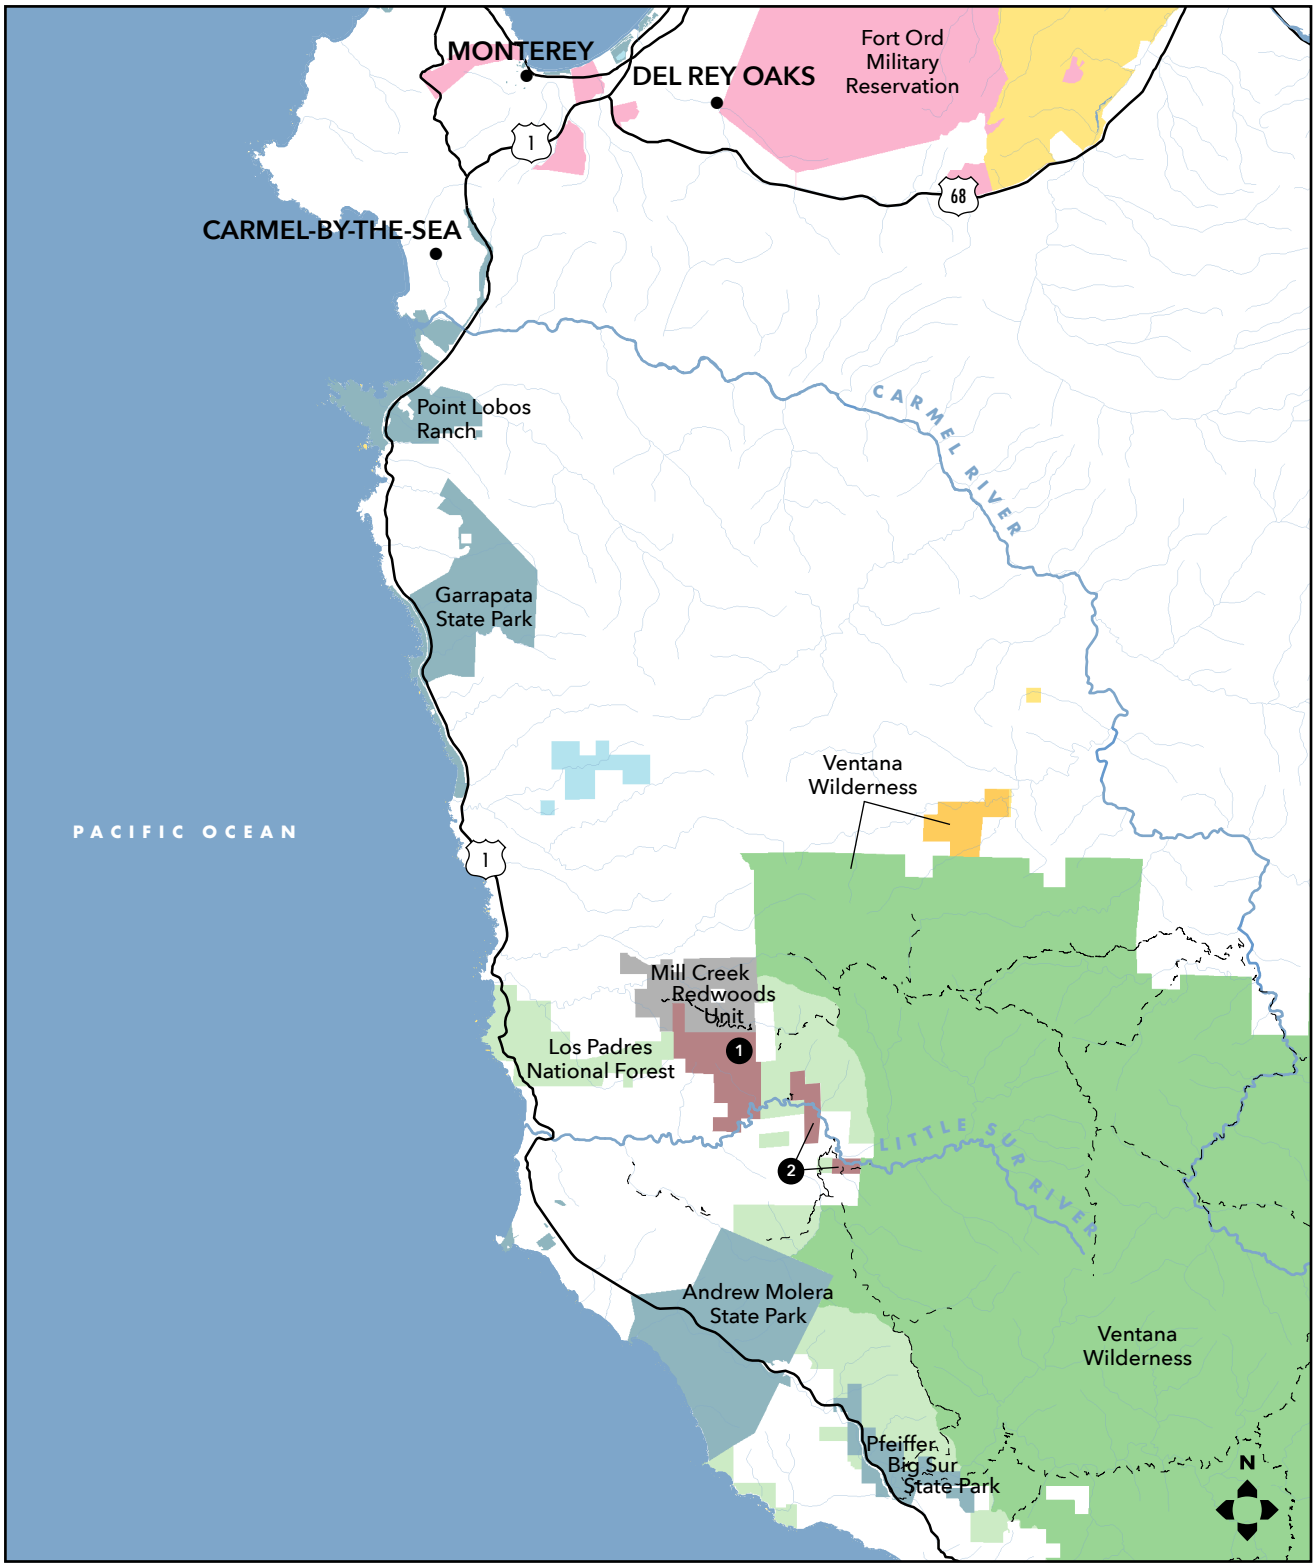 Fort Ord
Military
Reservation
MONTEREY
DEL REY OAKS
1
68
CARMEL-BY-THE-SEA
CARMEL RIVER
Point Lobos
Ranch
Garrapata
State Park
Ventana
Wilderness
PACIFIC OCEAN
1
Mill Creek
Redwoods
Unit
Los Padres
National Forest
1
LITTLE SUR RIVER
2
Andrew Molera
State Park
Ventana
Wilderness
Pfeiffer
Big Sur
State Park
N